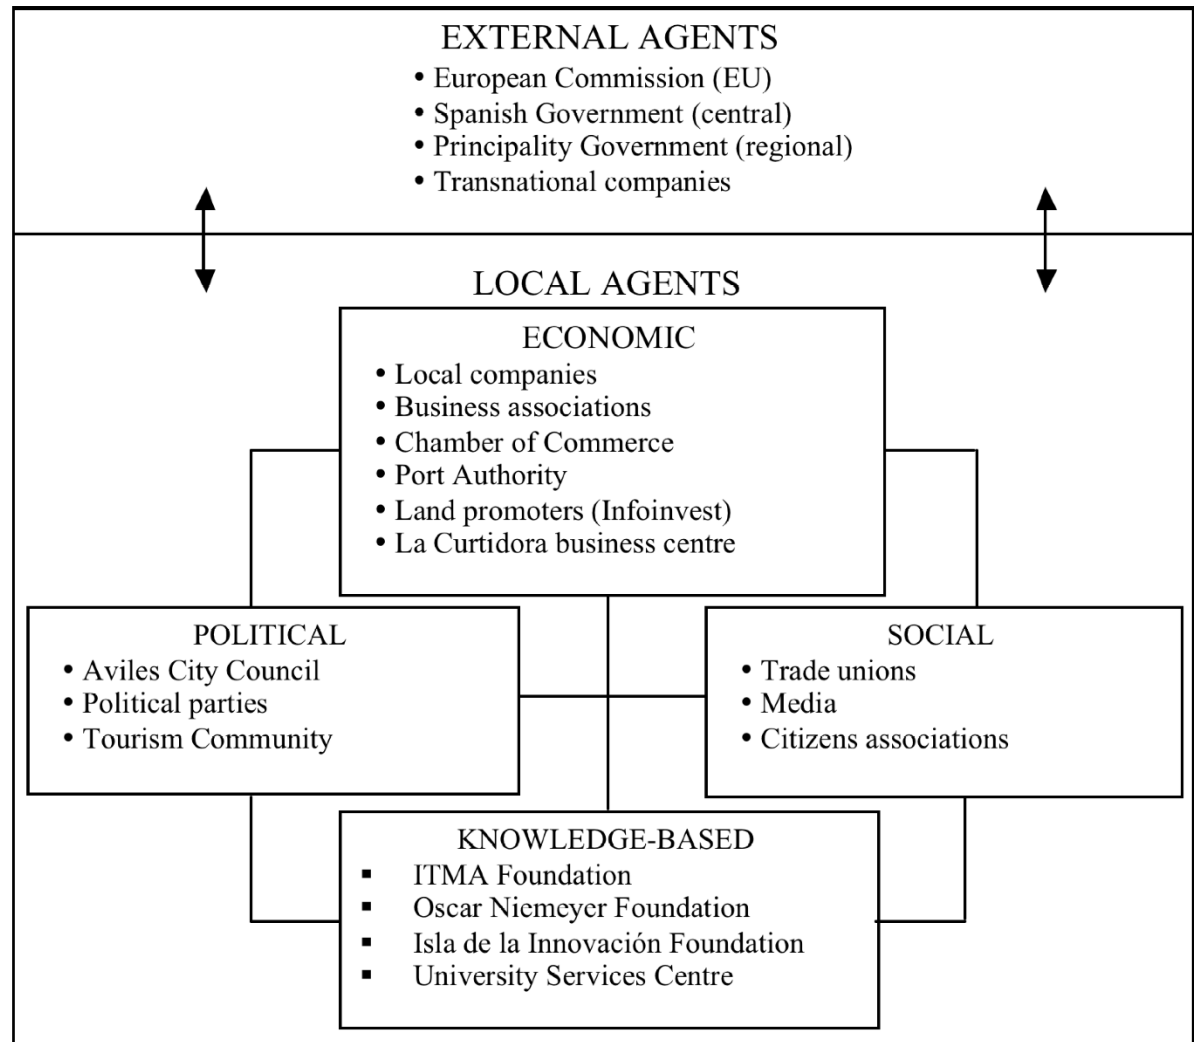 EXTERNAL AGENTS
• European Commission (EU)
• Spanish Government (central)
• Principality Government (regional)
• Transnational companies
LOCAL AGENTS
ECONOMIC
• Local companies
• Business associations
• Chamber of Commerce
• Port Authority
• Land promoters (Infoinvest)
• La Curtidora business centre
POLITICAL
• Aviles City Council
• Political parties
• Tourism Community
SOCIAL
• Trade unions
• Media
• Citizens associations
KNOWLEDGE-BASED
▪ ITMA Foundation
▪ Oscar Niemeyer Foundation
▪ Isla de la Innovación Foundation
▪ University Services Centre